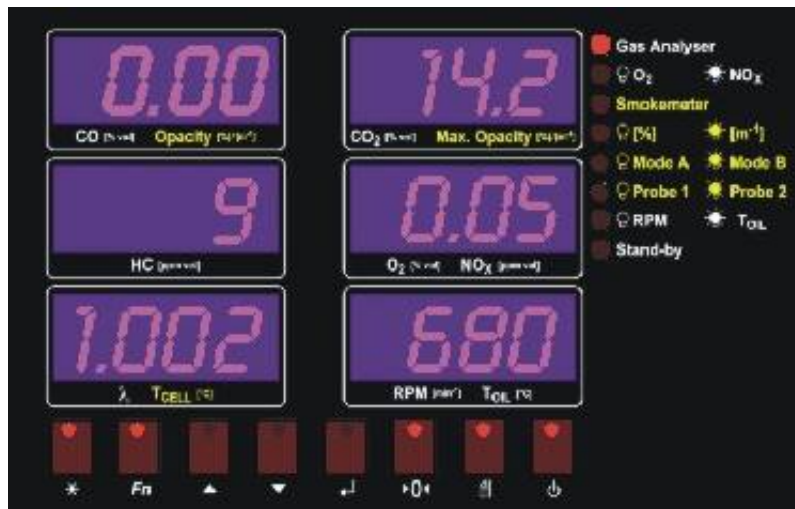 0.00
CO [% vol] Opacity
14.2
CO₂ [% vol] Max. Opacity
9
HC [ppm vol]
0.05
O₂ [% vol] NOx [ppm vol]
1.002
λ TCELL [°C]
680
RPM [min⁻¹] TOIL [°C]
Gas Analyser
O₂ NOx
Smokemeter
[%] [m⁻¹]
Mode A Mode B
Probe 1 Probe 2
RPM TOIL
Stand-by
* Fn ▲ ▼ ↵ ▸0◂